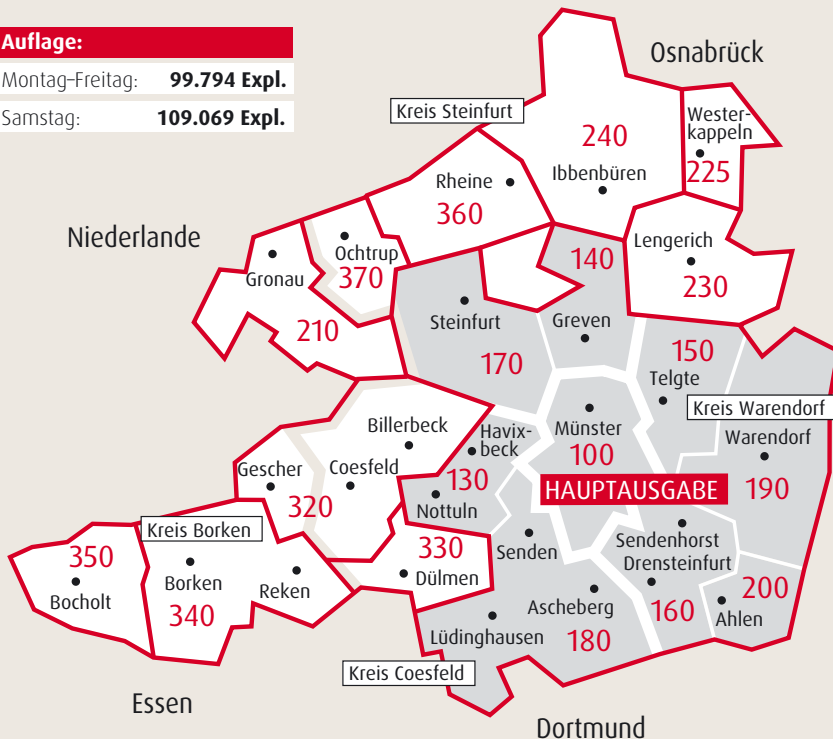 Auflage:
Montag–Freitag: 99.794 Expl.
Samstag: 109.069 Expl.
Osnabrück
Kreis Steinfurt
240
Wester-
kappeln
225
Ibbenbüren
Rheine
360
Niederlande
Ochtrup
370
Gronau
210
140
Lengerich
230
Steinfurt
170
Greven
150
Telgte
Kreis Warendorf
Warendorf
190
Billerbeck
Havix-
beck
130
Nottuln
Münster
100
HAUPTAUSGABE
Gescher
Coesfeld
320
Kreis Borken
350
Bocholt
Borken
340
Reken
330
Dülmen
Senden
Sendenhorst
Drensteinfurt
160
200
Ahlen
Ascheberg
180
Lüdinghausen
Kreis Coesfeld
Essen
Dortmund